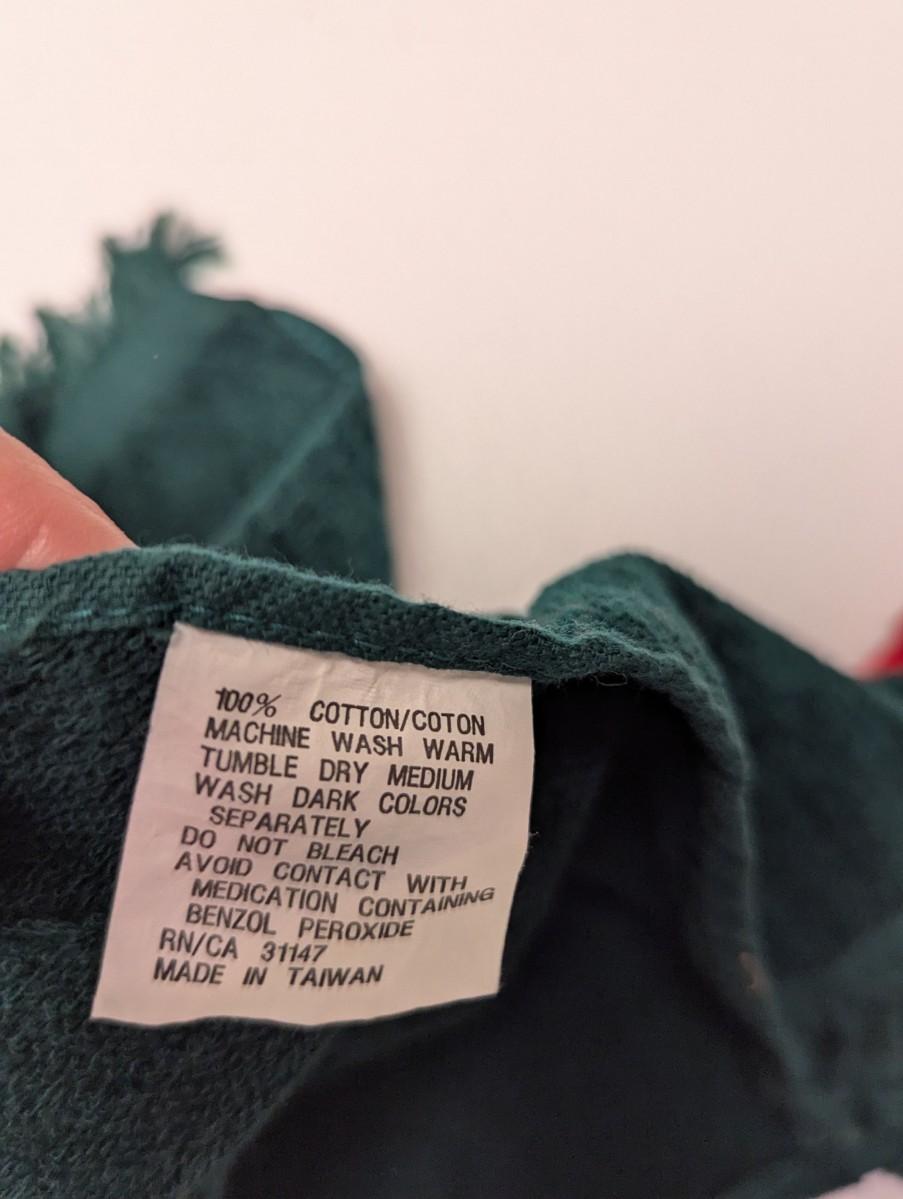 100% COTTON/COTON
MACHINE WASH WARM
TUMBLE DRY MEDIUM
WASH DARK COLORS
SEPARATELY
DO NOT BLEACH
AVOID CONTACT WITH
MEDICATION CONTAINING
BENZOL PEROXIDE
RN/CA 31147
MADE IN TAIWAN